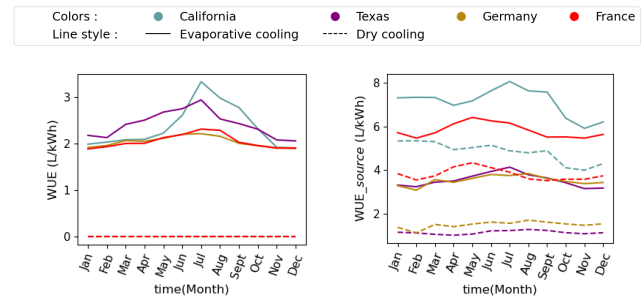 Colors : California Texas Germany France
Line style : Evaporative cooling Dry cooling
WUE (L/kWh)
3
2
1
0
Jan Feb Mar Apr May Jun Jul Aug Sept Oct Nov Dec
time(Month)
WUE_source (L/kWh)
8
6
4
2
Jan Feb Mar Apr May Jun Jul Aug Sept Oct Nov Dec
time(Month)